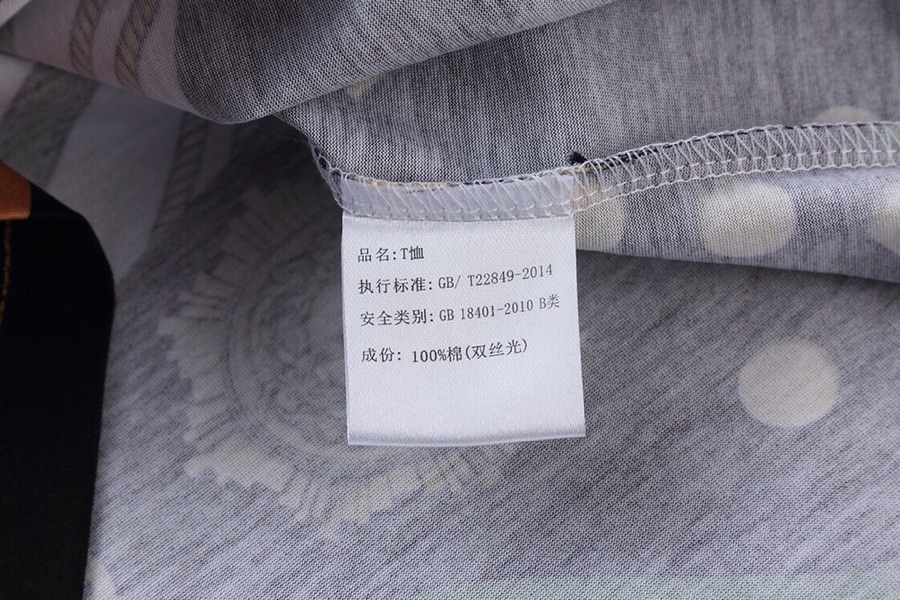 品名:T恤
执行标准: GB/ T22849-2014
安全类别: GB 18401-2010 B类
成份: 100%棉(双丝光)